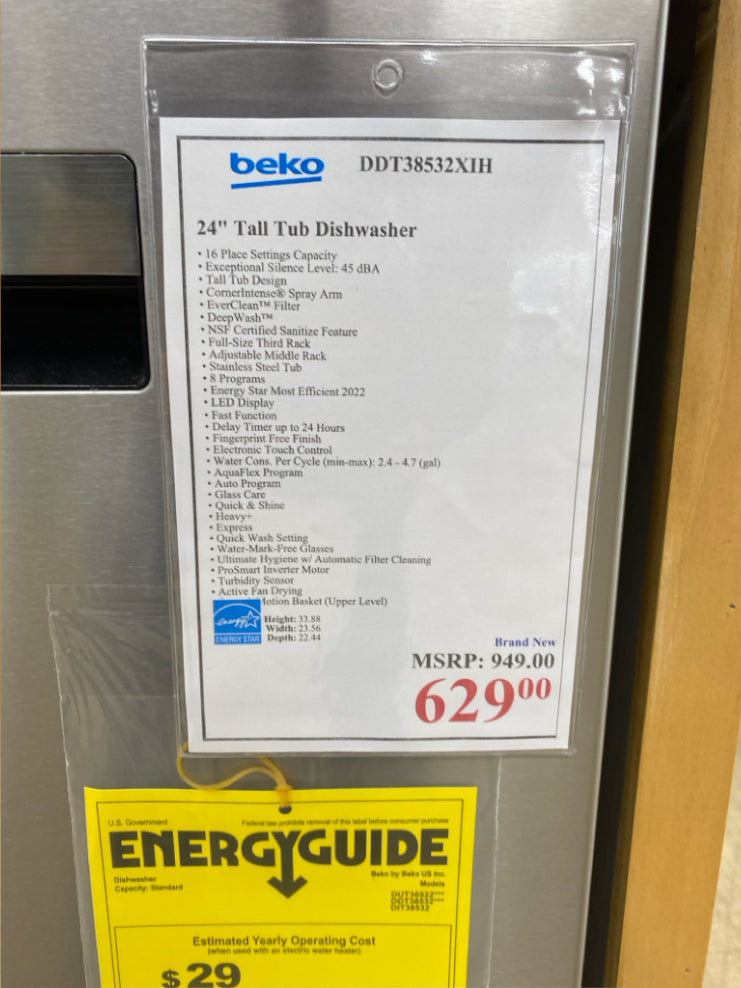 beko DDT38532XIH
24" Tall Tub Dishwasher
• 16 Place Settings Capacity
• Exceptional Silence Level: 45 dBA
• Tall Tub Design
• CornerIntense® Spray Arm
• EverClean™ Filter
• DeepWash™
• NSF Certified Sanitize Feature
• Full-Size Third Rack
• Adjustable Middle Rack
• Stainless Steel Tub
• 8 Programs
• Energy Star Most Efficient 2022
• LED Display
• Fast Function
• Delay Timer up to 24 Hours
• Fingerprint Free Finish
• Electronic Touch Control
• Water Cons. Per Cycle (min-max): 2.4 - 4.7 (gal)
• AquaFlex Program
• Auto Program
• Glass Care
• Quick & Shine
• Heavy+
• Express
• Quick Wash Setting
• Water-Mark-Free Glasses
• Ultimate Hygiene w/ Automatic Filter Cleaning
• ProSmart Inverter Motor
• Turbidity Sensor
• Active Fan Drying
Motion Basket (Upper Level)
energy
ENERGY STAR
Height: 33.88
Width: 23.56
Depth: 22.44
Brand New
MSRP: 949.00
629 00
U.S. Government Federal law prohibits removal of this label before consumer purchase
ENERGYGUIDE
Dishwasher
Capacity: Standard
Beko by Beko US Inc.
Models
DUT36522***
DDT38532***
DIT38532
Estimated Yearly Operating Cost
(when used with an electric water heater)
$29